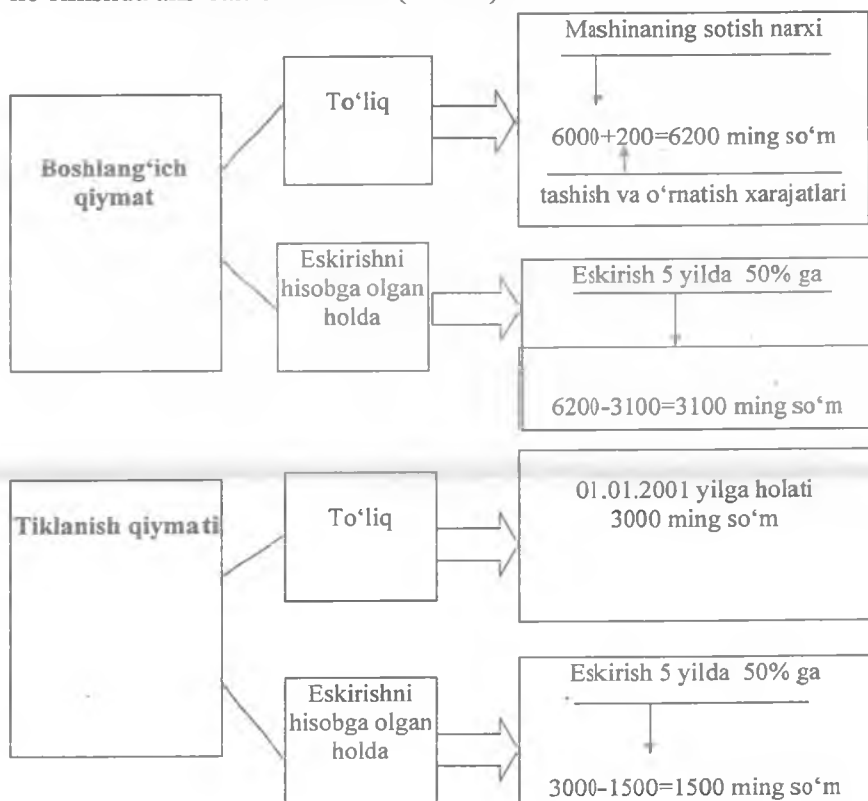 Boshlang‘ich
qiymat
To‘liq
Mashinaning sotish narxi
6000+200=6200 ming so‘m
tashish va o‘rnatish xarajatlari
Eskirishni
hisobga olgan
holda
Eskirish 5 yilda 50% ga
6200-3100=3100 ming so‘m
Tiklanish qiymati
To‘liq
01.01.2001 yilga holati
3000 ming so‘m
Eskirishni
hisobga olgan
holda
Eskirish 5 yilda 50% ga
3000-1500=1500 ming so‘m